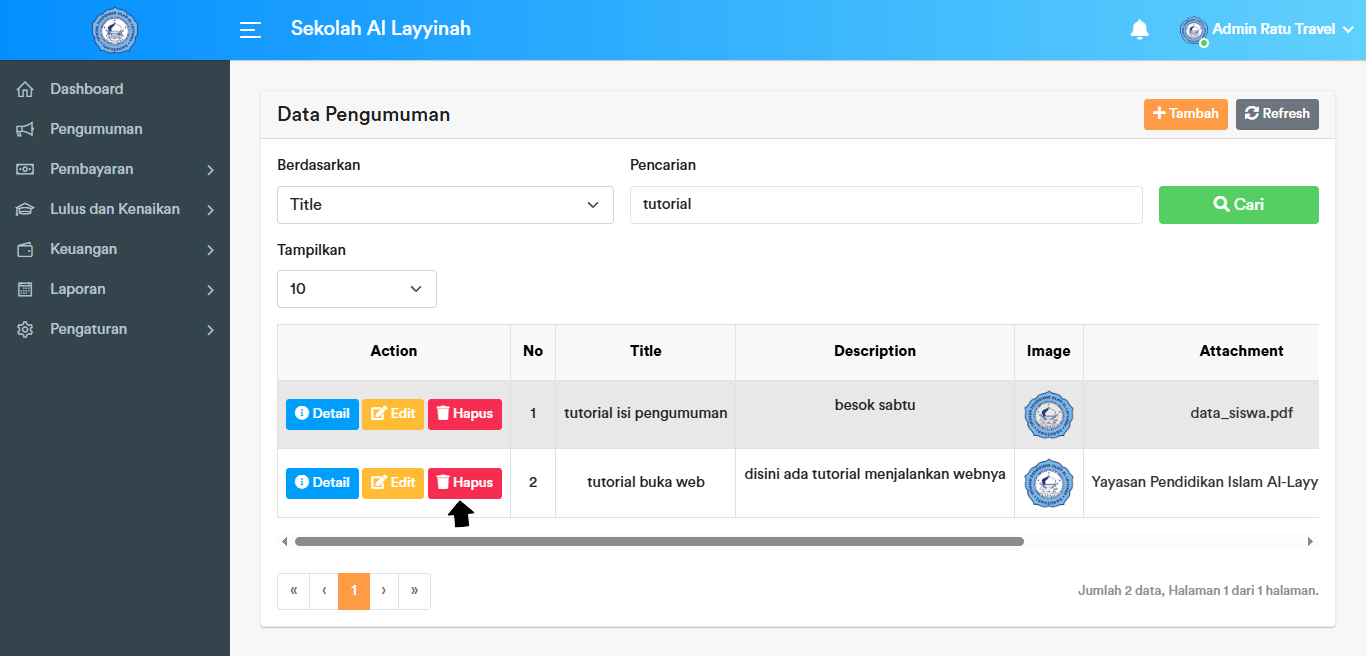 Sekolah Al Layyinah
Admin Ratu Travel
Dashboard
Pengumuman
Pembayaran
Lulus dan Kenaikan
Keuangan
Laporan
Pengaturan
Data Pengumuman
Tambah
Refresh
Berdasarkan
Pencarian
Title
tutorial
Cari
Tampilkan
10
Action No Title Description Image Attachment
Detail Edit Hapus 1 tutorial isi pengumuman besok sabtu data_siswa.pdf
Detail Edit Hapus 2 tutorial buka web disini ada tutorial menjalankan webnya Yayasan Pendidikan Islam Al-Layy
« ‹ 1 › »
Jumlah 2 data, Halaman 1 dari 1 halaman.